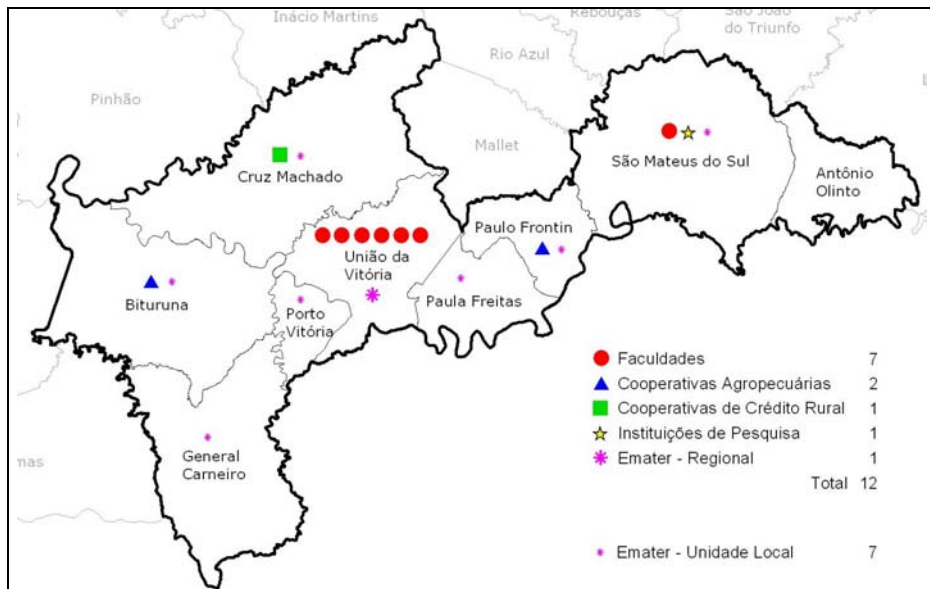 Inácio Martins
Rebouças
São João
do Triunfo
Rio Azul
Pinhão
Mallet
São Mateus do Sul
Antônio
Olinto
Cruz Machado
Paulo Frontin
União da
Vitória
Bituruna
Porto
Vitória
Paula Freitas
General
Carneiro
mas
Faculdades 7
Cooperativas Agropecuárias 2
Cooperativas de Crédito Rural 1
Instituições de Pesquisa 1
Emater - Regional 1
Total 12
Emater - Unidade Local 7